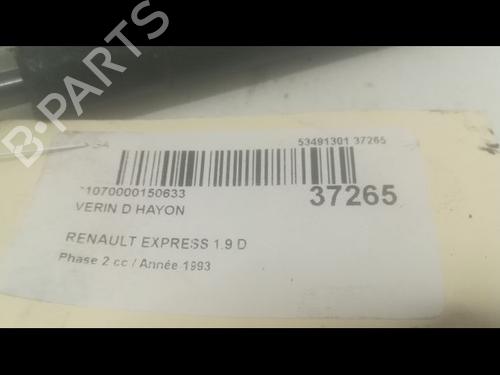 B-PARTS
53491301 37265
1070000150633
37265
VERIN D HAYON
RENAULT EXPRESS 1.9 D
Phase 2 cc / Année 1993